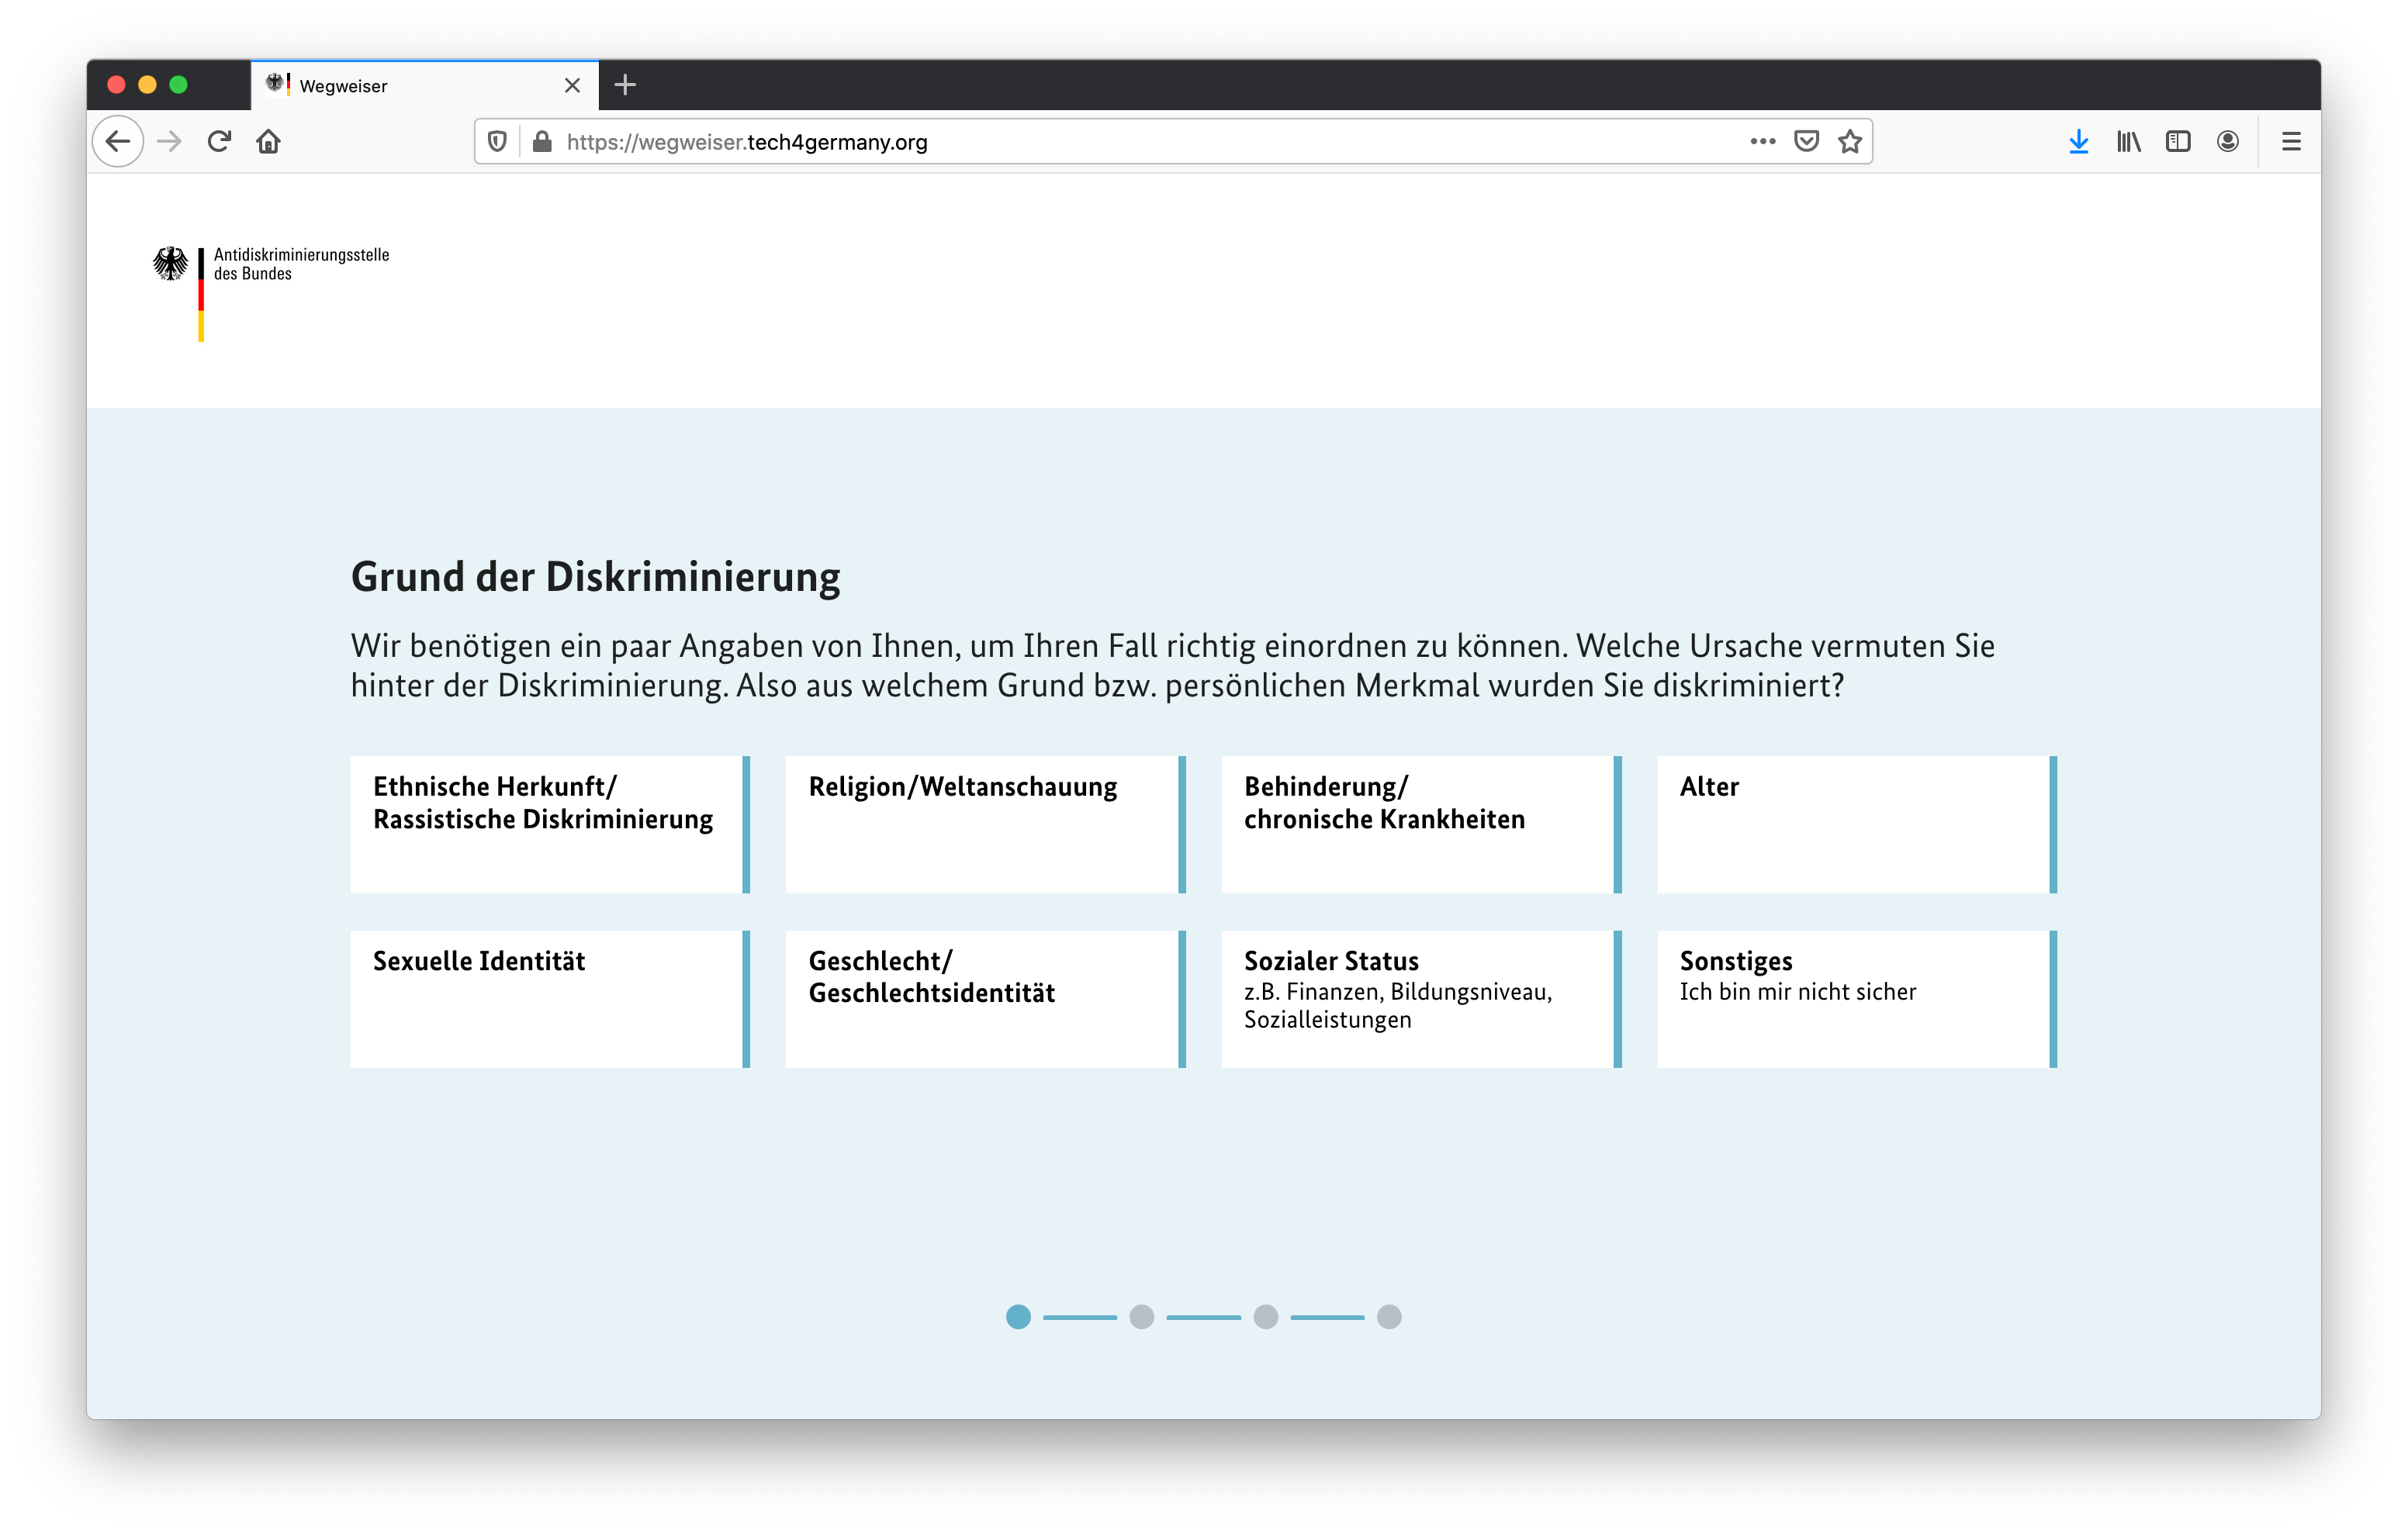 Wegweiser
https://wegweiser.tech4germany.org
Antidiskriminierungsstelle
des Bundes
Grund der Diskriminierung
Wir benötigen ein paar Angaben von Ihnen, um Ihren Fall richtig einordnen zu können. Welche Ursache vermuten Sie
hinter der Diskriminierung. Also aus welchem Grund bzw. persönlichen Merkmal wurden Sie diskriminiert?
Ethnische Herkunft/
Rassistische Diskriminierung
Religion/Weltanschauung
Behinderung/
chronische Krankheiten
Alter
Sexuelle Identität
Geschlecht/
Geschlechtsidentität
Sozialer Status
z.B. Finanzen, Bildungsniveau,
Sozialleistungen
Sonstiges
Ich bin mir nicht sicher